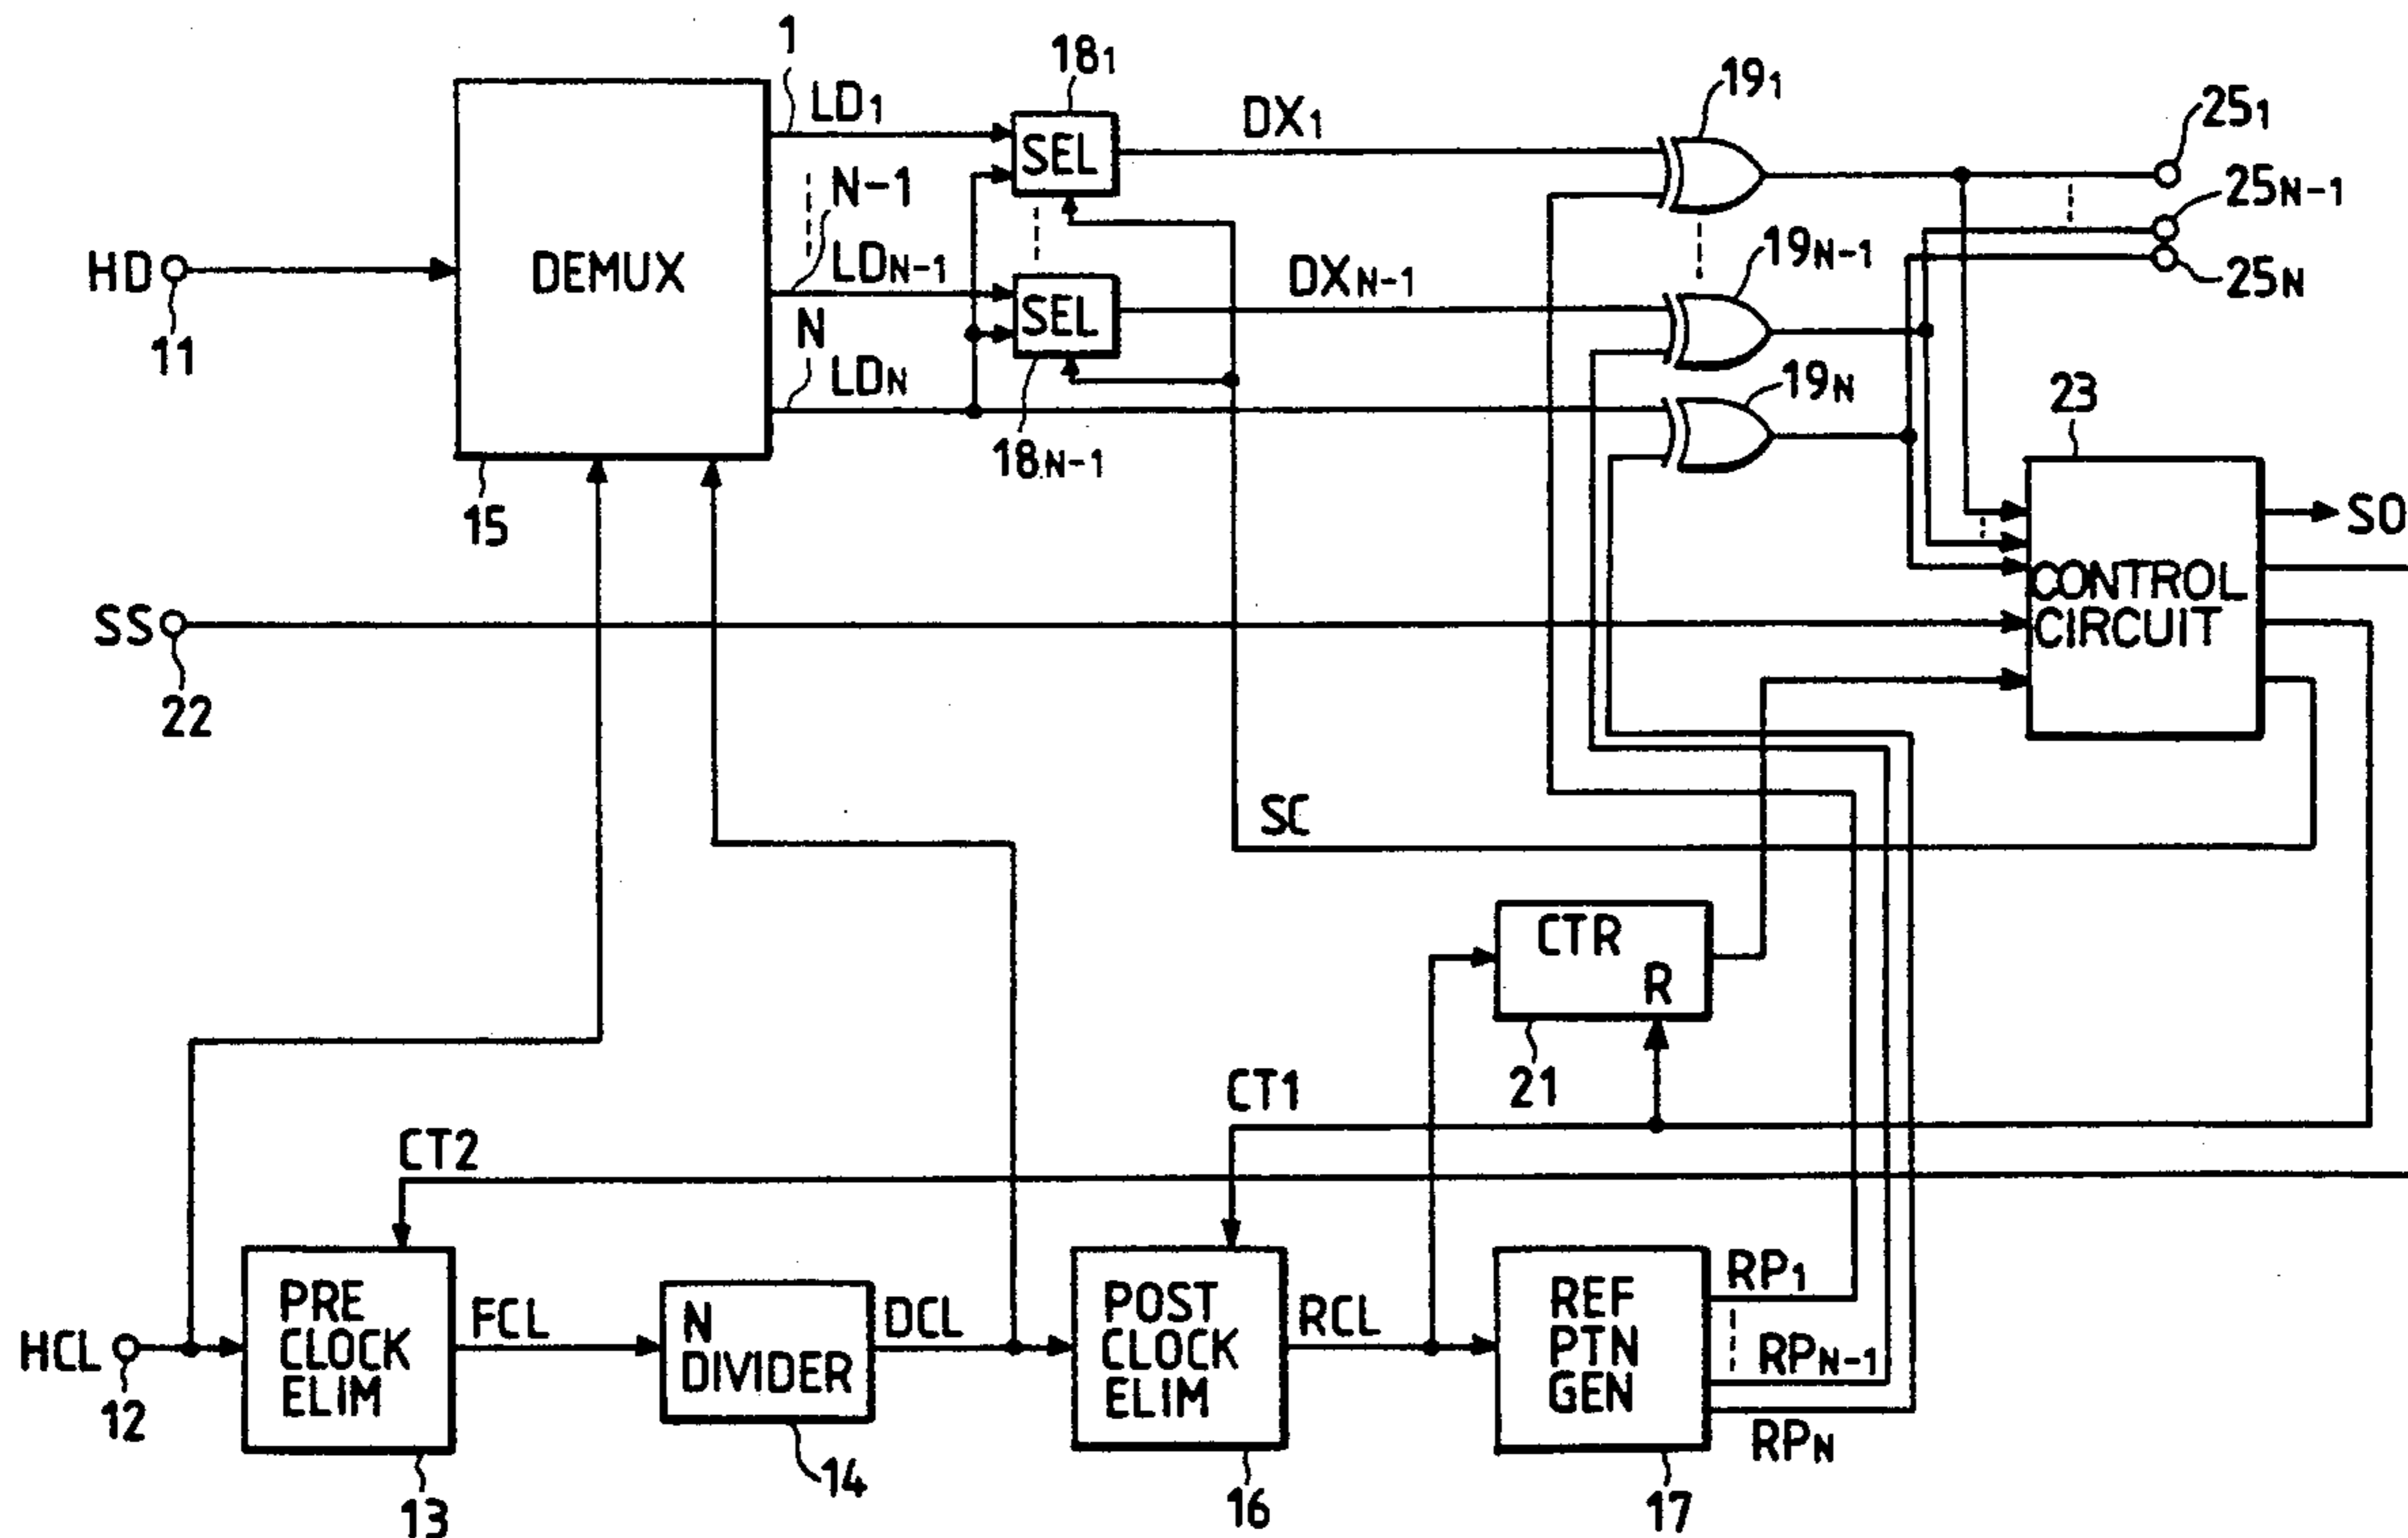 1
18₁
19₁
25₁
LD₁
DX₁
SEL
N-1
25N-1
HD
DEMUX
LDN-1
DXN-1
19N-1
25N
11
SEL
N
LDN
19N
23
15
18N-1
SO
SS
CONTROL
CIRCUIT
22
SC
CTR
R
21
CT1
CT2
HCL
PRE
CLOCK
ELIM
FCL
N
DIVIDER
DCL
POST
CLOCK
ELIM
RCL
REF
PTN
GEN
RP₁
RPN-1
RPN
12
13
14
16
17